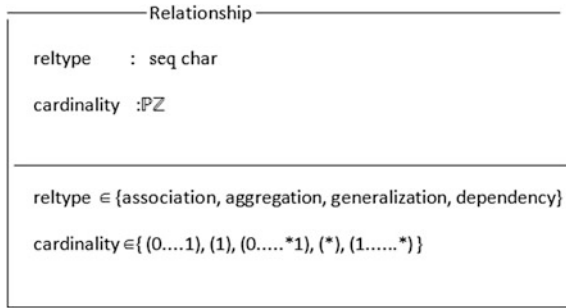 Relationship
reltype : seq char
cardinality :ℙℤ
reltype ∈ {association, aggregation, generalization, dependency}
cardinality∈{ (0....1), (1), (0.....*1), (*), (1......*) }